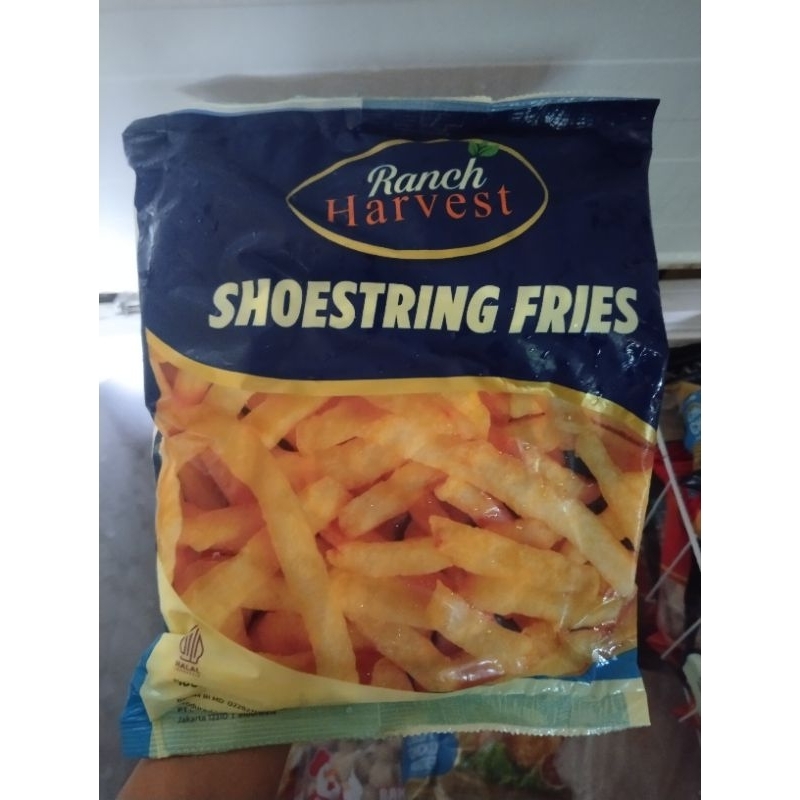 Ranch
Harvest
SHOESTRING FRIES
HALAL
Jakarta